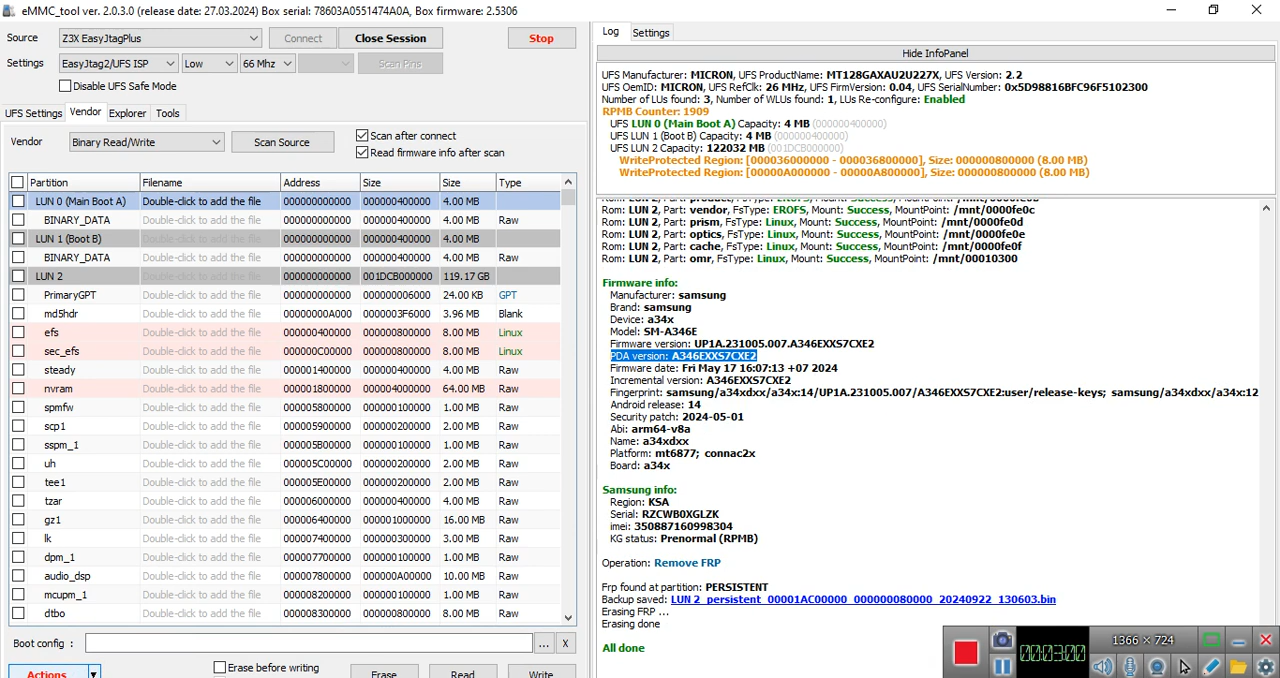 eMMC_tool ver. 2.0.3.0 (release date: 27.03.2024) Box serial: 78603A0551474A0A, Box firmware: 2.5306
Source Z3X EasyJtagPlus Connect Close Session Stop
Settings EasyJtag2/UFS ISP Low 66 Mhz Scan Pins
Disable UFS Safe Mode
UFS Settings Vendor Explorer Tools
Vendor Binary Read/Write Scan Source
Scan after connect
Read firmware info after scan
Partition Filename Address Size Size Type
LUN 0 (Main Boot A) Double-click to add the file 000000000000 000000400000 4.00 MB
BINARY_DATA Double-click to add the file 000000000000 000000400000 4.00 MB Raw
LUN 1 (Boot B) Double-click to add the file 000000000000 000000400000 4.00 MB
BINARY_DATA Double-click to add the file 000000000000 000000400000 4.00 MB Raw
LUN 2 Double-click to add the file 000000000000 001DCB000000 119.17 GB
PrimaryGPT Double-click to add the file 000000000000 000000006000 24.00 KB GPT
md5hdr Double-click to add the file 00000000A000 0000003F6000 3.96 MB Blank
efs Double-click to add the file 000000400000 000000800000 8.00 MB Linux
sec_efs Double-click to add the file 000000C00000 000000800000 8.00 MB Linux
steady Double-click to add the file 000001400000 000000400000 4.00 MB Raw
nvram Double-click to add the file 000001800000 000004000000 64.00 MB Raw
spmfw Double-click to add the file 000005800000 000000100000 1.00 MB Raw
scp1 Double-click to add the file 000005900000 000000200000 2.00 MB Raw
sspm_1 Double-click to add the file 000005B00000 000000100000 1.00 MB Raw
uh Double-click to add the file 000005C00000 000000200000 2.00 MB Raw
tee1 Double-click to add the file 000005E00000 000000200000 2.00 MB Raw
tzar Double-click to add the file 000006000000 000000400000 4.00 MB Raw
gz1 Double-click to add the file 000006400000 000001000000 16.00 MB Raw
lk Double-click to add the file 000007400000 000000300000 3.00 MB Raw
dpm_1 Double-click to add the file 000007700000 000000100000 1.00 MB Raw
audio_dsp Double-click to add the file 000007800000 000000A00000 10.00 MB Raw
mcupm_1 Double-click to add the file 000008200000 000000100000 1.00 MB Raw
dtbo Double-click to add the file 000008300000 000000800000 8.00 MB Raw
Boot config : ... X
Actions Erase before writing Erase Read Write
Log Settings
Hide InfoPanel
UFS Manufacturer: MICRON, UFS ProductName: MT128GAXAU2U227X, UFS Version: 2.2
UFS OemID: MICRON, UFS RefClk: 26 MHz, UFS FirmVersion: 0.04, UFS SerialNumber: 0x5D98816BFC96F5102300
Number of LUs found: 3, Number of WLUs found: 1, LUs Re-configure: Enabled
RPMB Counter: 1909
UFS LUN 0 (Main Boot A) Capacity: 4 MB (000000400000)
UFS LUN 1 (Boot B) Capacity: 4 MB (000000400000)
UFS LUN 2 Capacity: 122032 MB (001DCB000000)
WriteProtected Region: [000036000000 - 000036800000], Size: 000000800000 (8.00 MB)
WriteProtected Region: [00000A000000 - 00000A800000], Size: 000000800000 (8.00 MB)
Rom: LUN 2, Part: vendor, FsType: EROFS, Mount: Success, MountPoint: /mnt/0000fe0c
Rom: LUN 2, Part: prism, FsType: Linux, Mount: Success, MountPoint: /mnt/0000fe0d
Rom: LUN 2, Part: optics, FsType: Linux, Mount: Success, MountPoint: /mnt/0000fe0e
Rom: LUN 2, Part: cache, FsType: Linux, Mount: Success, MountPoint: /mnt/0000fe0f
Rom: LUN 2, Part: omr, FsType: Linux, Mount: Success, MountPoint: /mnt/00010300
Firmware info:
Manufacturer: samsung
Brand: samsung
Device: a34x
Model: SM-A346E
Firmware version: UP1A.231005.007.A346EXXS7CXE2
PDA version: A346EXXS7CXE2
Firmware date: Fri May 17 16:07:13 +07 2024
Incremental version: A346EXXS7CXE2
Fingerprint: samsung/a34xdxx/a34x:14/UP1A.231005.007/A346EXXS7CXE2:user/release-keys; samsung/a34xdxx/a34x:12
Android release: 14
Security patch: 2024-05-01
Abi: arm64-v8a
Name: a34xdxx
Platform: mt6877; connac2x
Board: a34x
Samsung info:
Region: KSA
Serial: RZCWB0XGLZK
imei: 350887160998304
KG status: Prenormal (RPMB)
Operation: Remove FRP
Frp found at partition: PERSISTENT
Backup saved: LUN 2_persistent_00001AC00000_000000080000_20240922_130603.bin
Erasing FRP ...
Erasing done
All done
00:03:00 1366 × 724